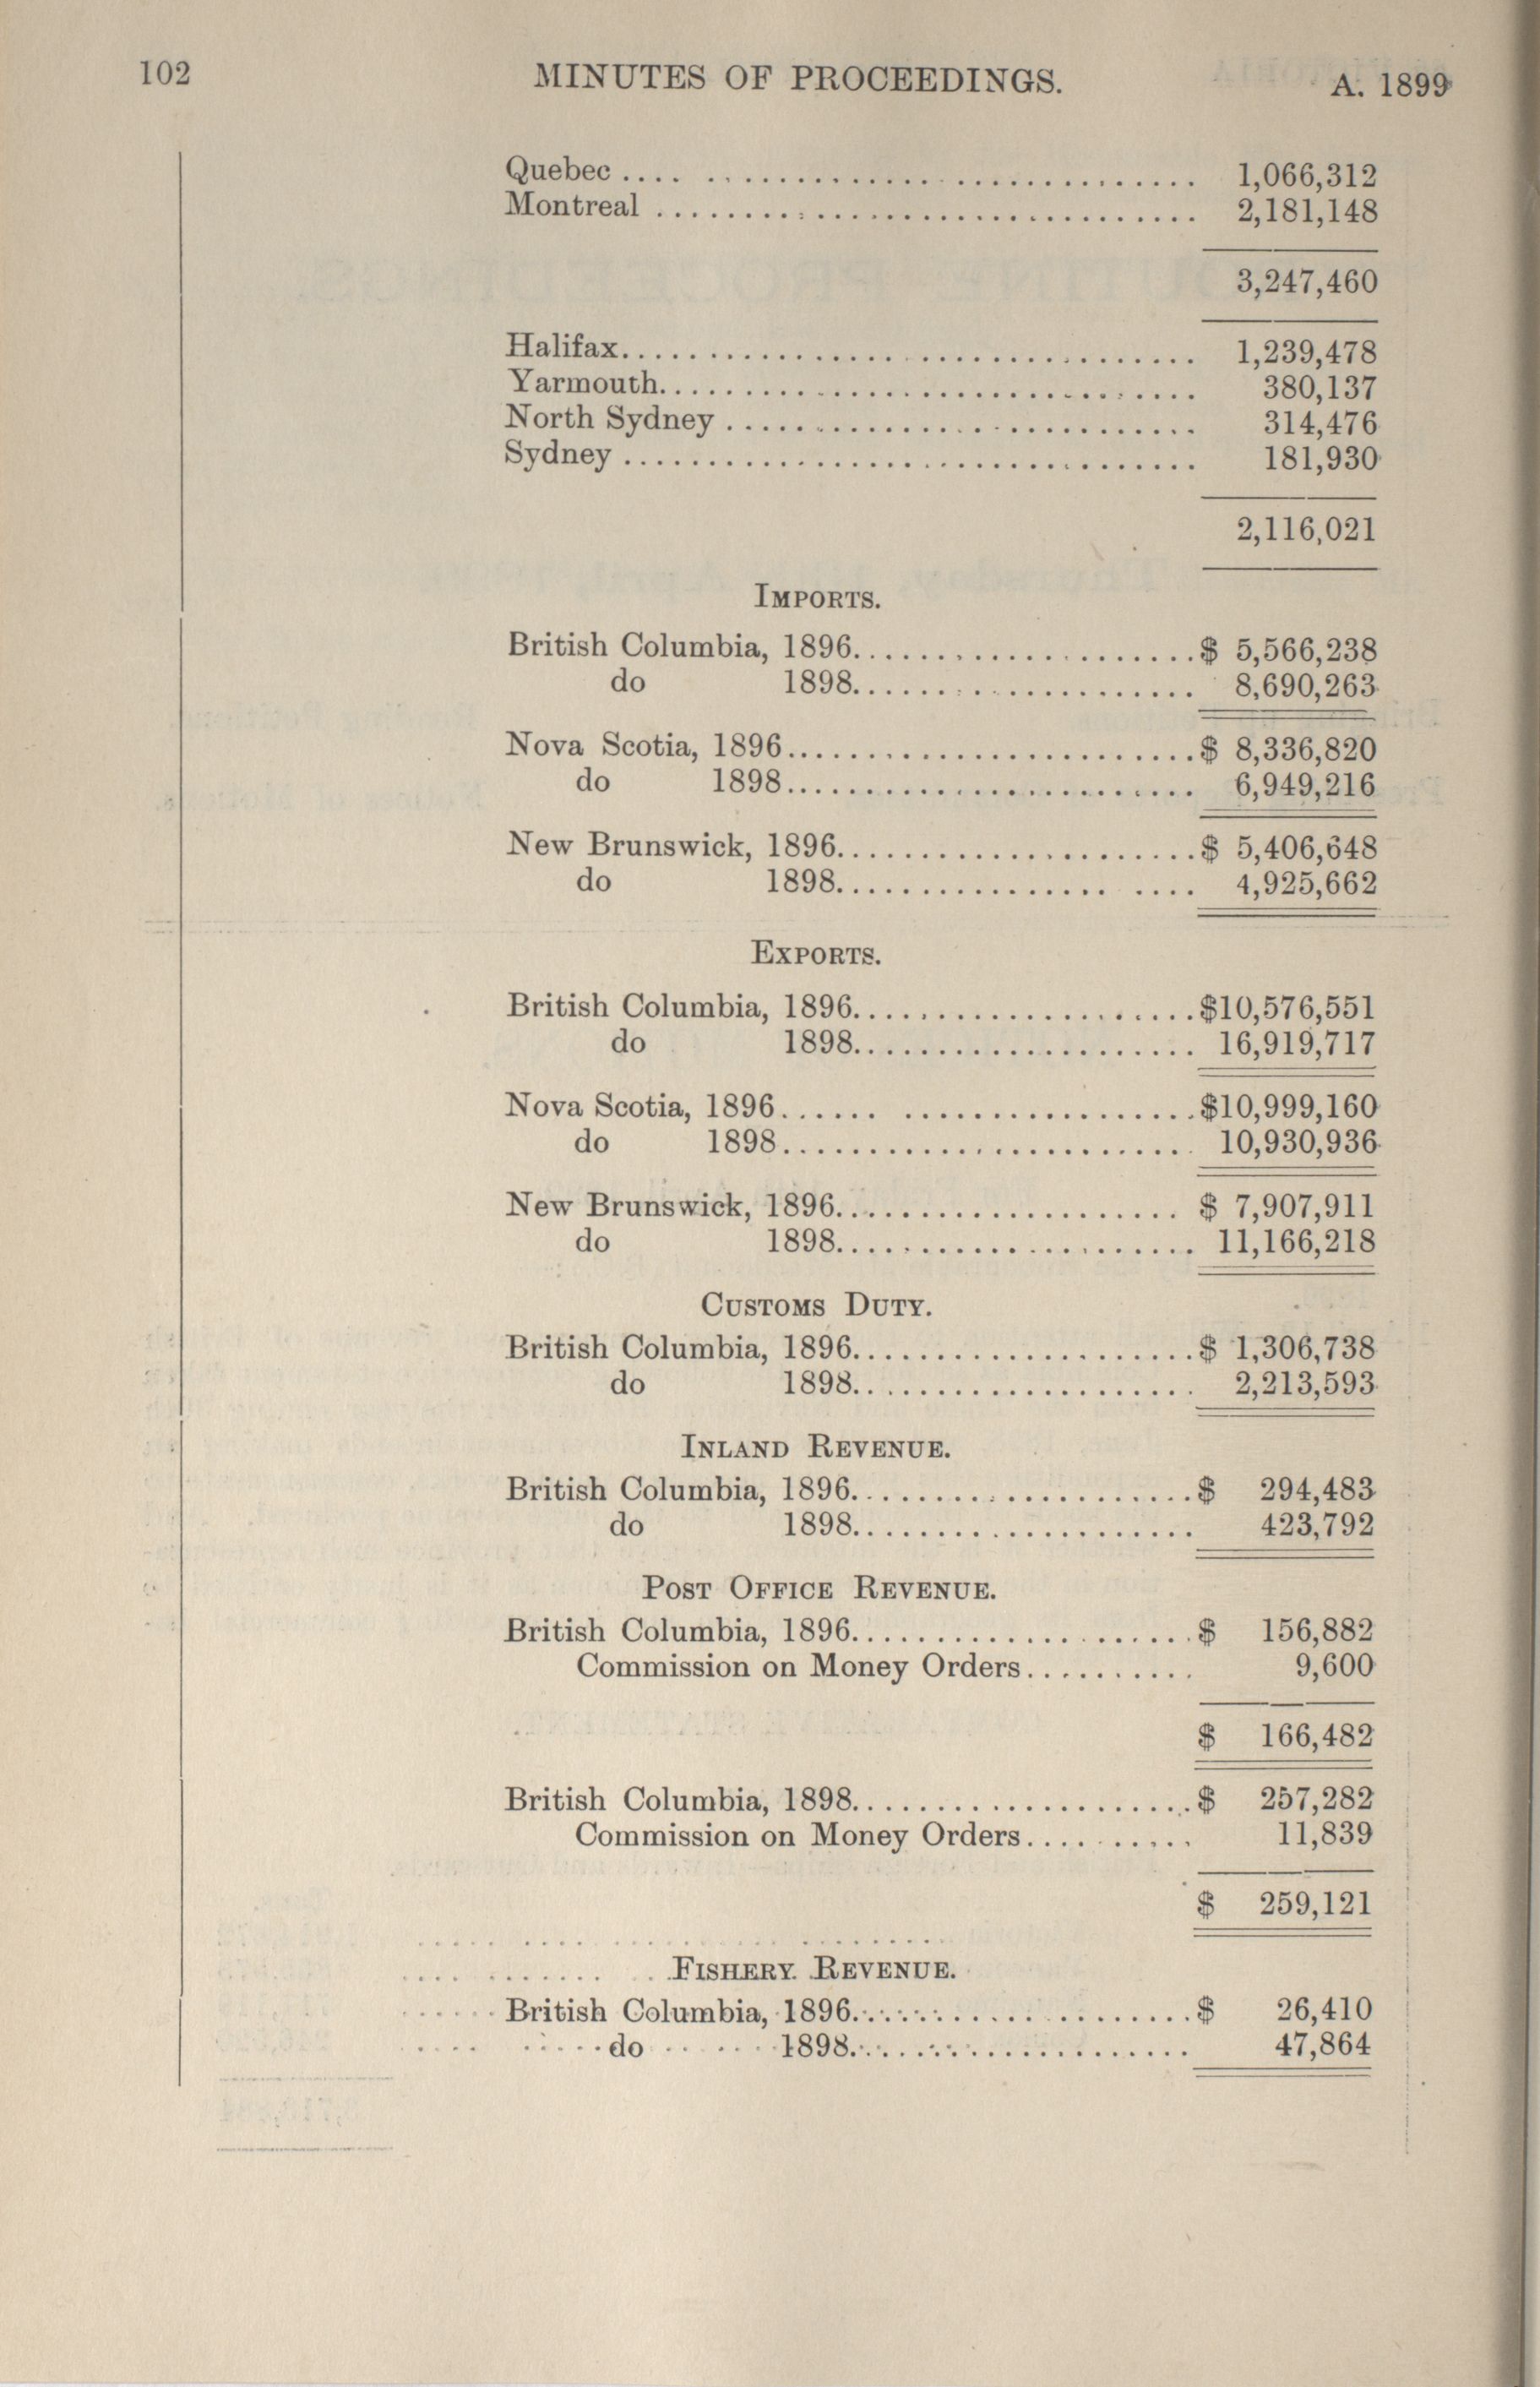 102 MINUTES OF PROCEEDINGS. A. 1899
Quebec .... ........................... 1,066,312
Montreal .............................. 2,181,148
3,247,460
Halifax................................ 1,239,478
Yarmouth............................... 380,137
North Sydney .......................... 314,476
Sydney ................................ 181,930
2,116,021
IMPORTS.
British Columbia, 1896.....................$ 5,566,238
do 1898..................... 8,690,263
Nova Scotia, 1896.........................$ 8,336,820
do 1898......................... 6,949,216
New Brunswick, 1896......................$ 5,406,648
do 1898................. .... 4,925,662
EXPORTS.
British Columbia, 1896.....................$10,576,551
do 1898..................... 16,919,717
Nova Scotia, 1896...... ..................$10,999,160
do 1898......................... 10,930,936
New Brunswick, 1896..................... $ 7,907,911
do 1898...................... 11,166,218
CUSTOMS DUTY.
British Columbia, 1896.....................$ 1,306,738
do 1898..................... 2,213,593
INLAND REVENUE.
British Columbia, 1896.....................$ 294,483
do 1898..................... 423,792
POST OFFICE REVENUE.
British Columbia, 1896.....................$ 156,882
Commission on Money Orders........... 9,600
$ 166,482
British Columbia, 1898.....................$ 257,282
Commission on Money Orders........... 11,839
$ 259,121
FISHERY REVENUE.
British Columbia, 1896.....................$ 26,410
do 1898..................... 47,864